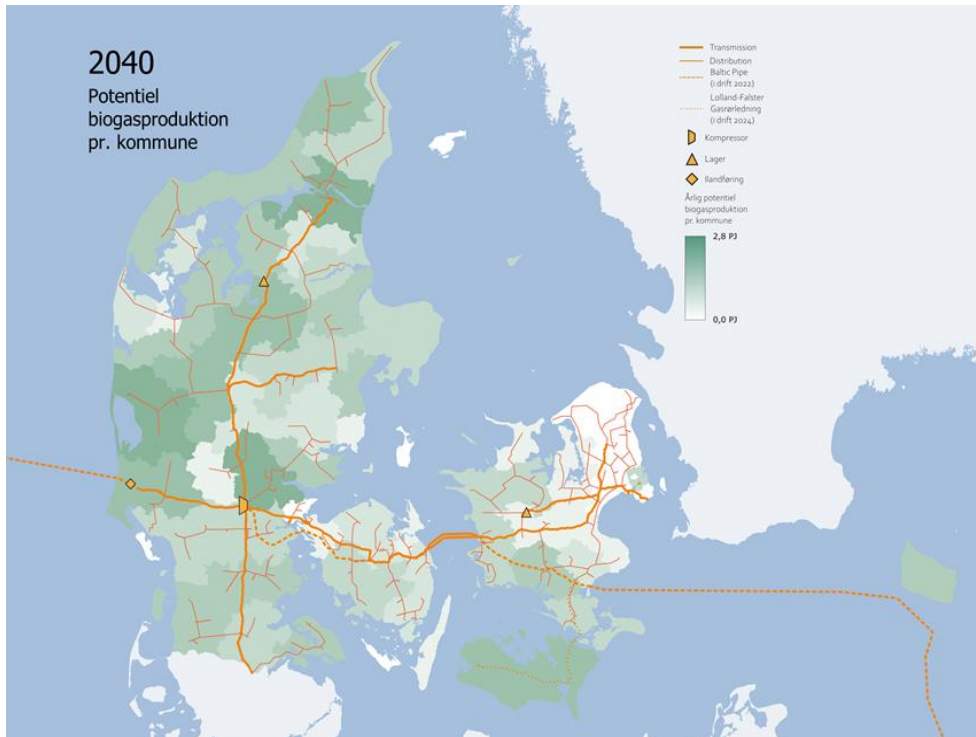 2040
Potentiel
biogasproduktion
pr. kommune
Transmission
Distribution
Baltic Pipe
(i drift 2022)
Lolland-Falster
Gasrørledning
(i drift 2024)
Kompressor
Lager
Ilandføring
Årlig potentiel
biogasproduktion
pr. kommune
2,8 PJ
0,0 PJ